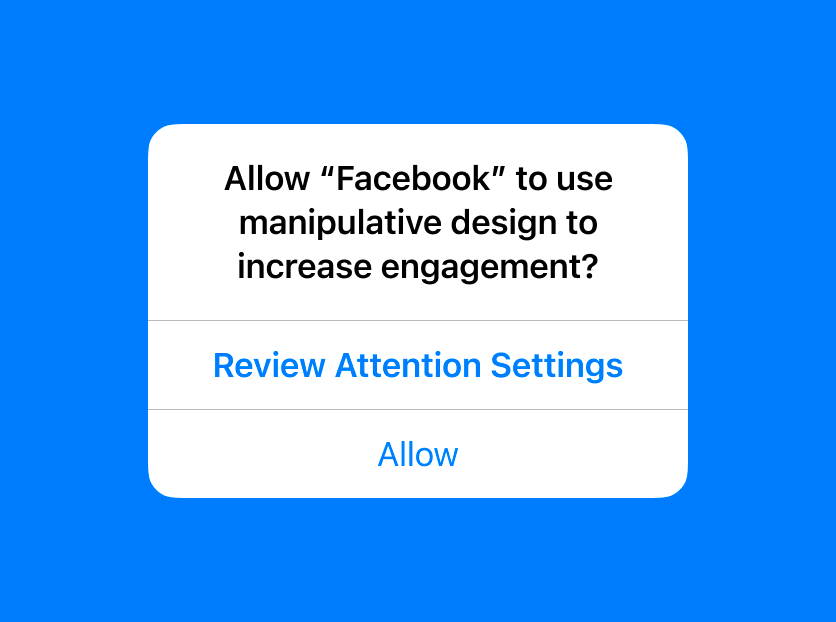 Allow “Facebook” to use
manipulative design to
increase engagement?
Review Attention Settings
Allow